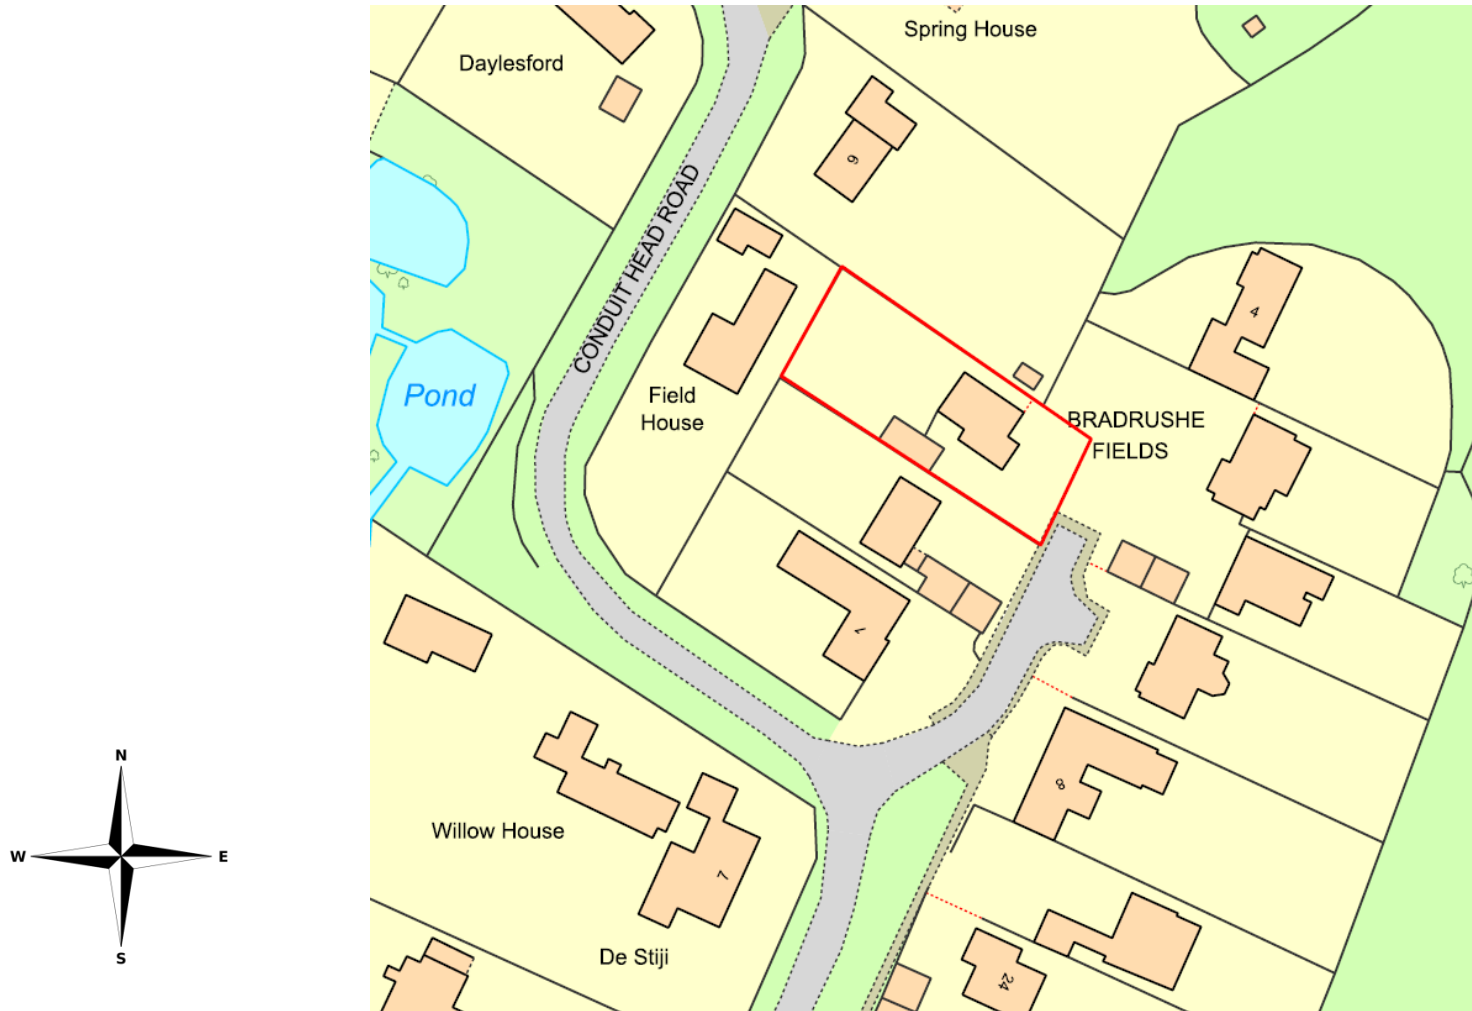 Spring House
Daylesford
6
CONDUIT HEAD ROAD
4
Pond
Field
House
BRADRUSHE
FIELDS
7
N
W
E
S
8
Willow House
7
De Stiji
24